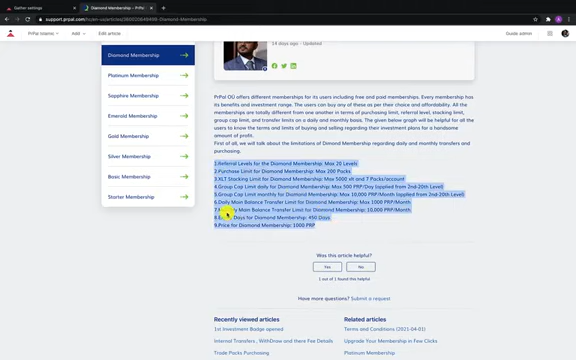 Gather settings
Diamond Membership – PrPal
support.prpal.com/hc/en-us/articles/360020649499-Diamond-Membership
PrPal Islamic
Add
Edit article
Guide admin
Diamond Membership
Platinum Membership
Sapphire Membership
Emerald Membership
Gold Membership
Silver Membership
Basic Membership
Starter Membership
14 days ago · Updated
PrPal OÜ offers different memberships for its users including free and paid memberships. Every membership has
its benefits and investment range. The users can buy any of these as per their choice and affordability. All the
memberships are totally different from one another in terms of purchasing limit, referral level, stacking limit,
group cap limit, and transfer limits on a daily and monthly basis. The given below graph will be helpful for all the
users to know the terms and limits of buying and selling regarding their investment plans for a handsome
amount of profit.
First of all, we will talk about the limitations of Dimond Membership regarding daily and monthly transfers and
purchasing.
1.Referral Levels for the Diamond Membership: Max 20 Levels
2.Purchase Limit for Diamond Membership: Max 200 Packs
3.XLT Stacking Limit for Diamond Membership: Max 5000 xlt and 7 Packs/account
4.Group Cap Limit daily for Diamond Membership: Max 500 PRP/Day (applied from 2nd-20th Level)
5.Group Cap Limit monthly for Diamond Membership: Max 10,000 PRP/Month (applied from 2nd-20th Level)
6.Daily Main Balance Transfer Limit for Diamond Membership: Max 1000 PRP/Month
Main Balance Transfer Limit for Diamond Membership: 10,000 PRP/Month
Days for Diamond Membership: 450 Days
9.Price for Diamond Membership: 1000 PRP
Was this article helpful?
Yes
No
1 out of 1 found this helpful
Have more questions? Submit a request
Recently viewed articles
Related articles
1st Investment Badge opened
Terms and Conditions (2021-04-01)
Internal Transfers , WithDrow and there Fee Details
Upgrade Your Membership in Few Clicks
Trade Packs Purchasing
Platinum Membership